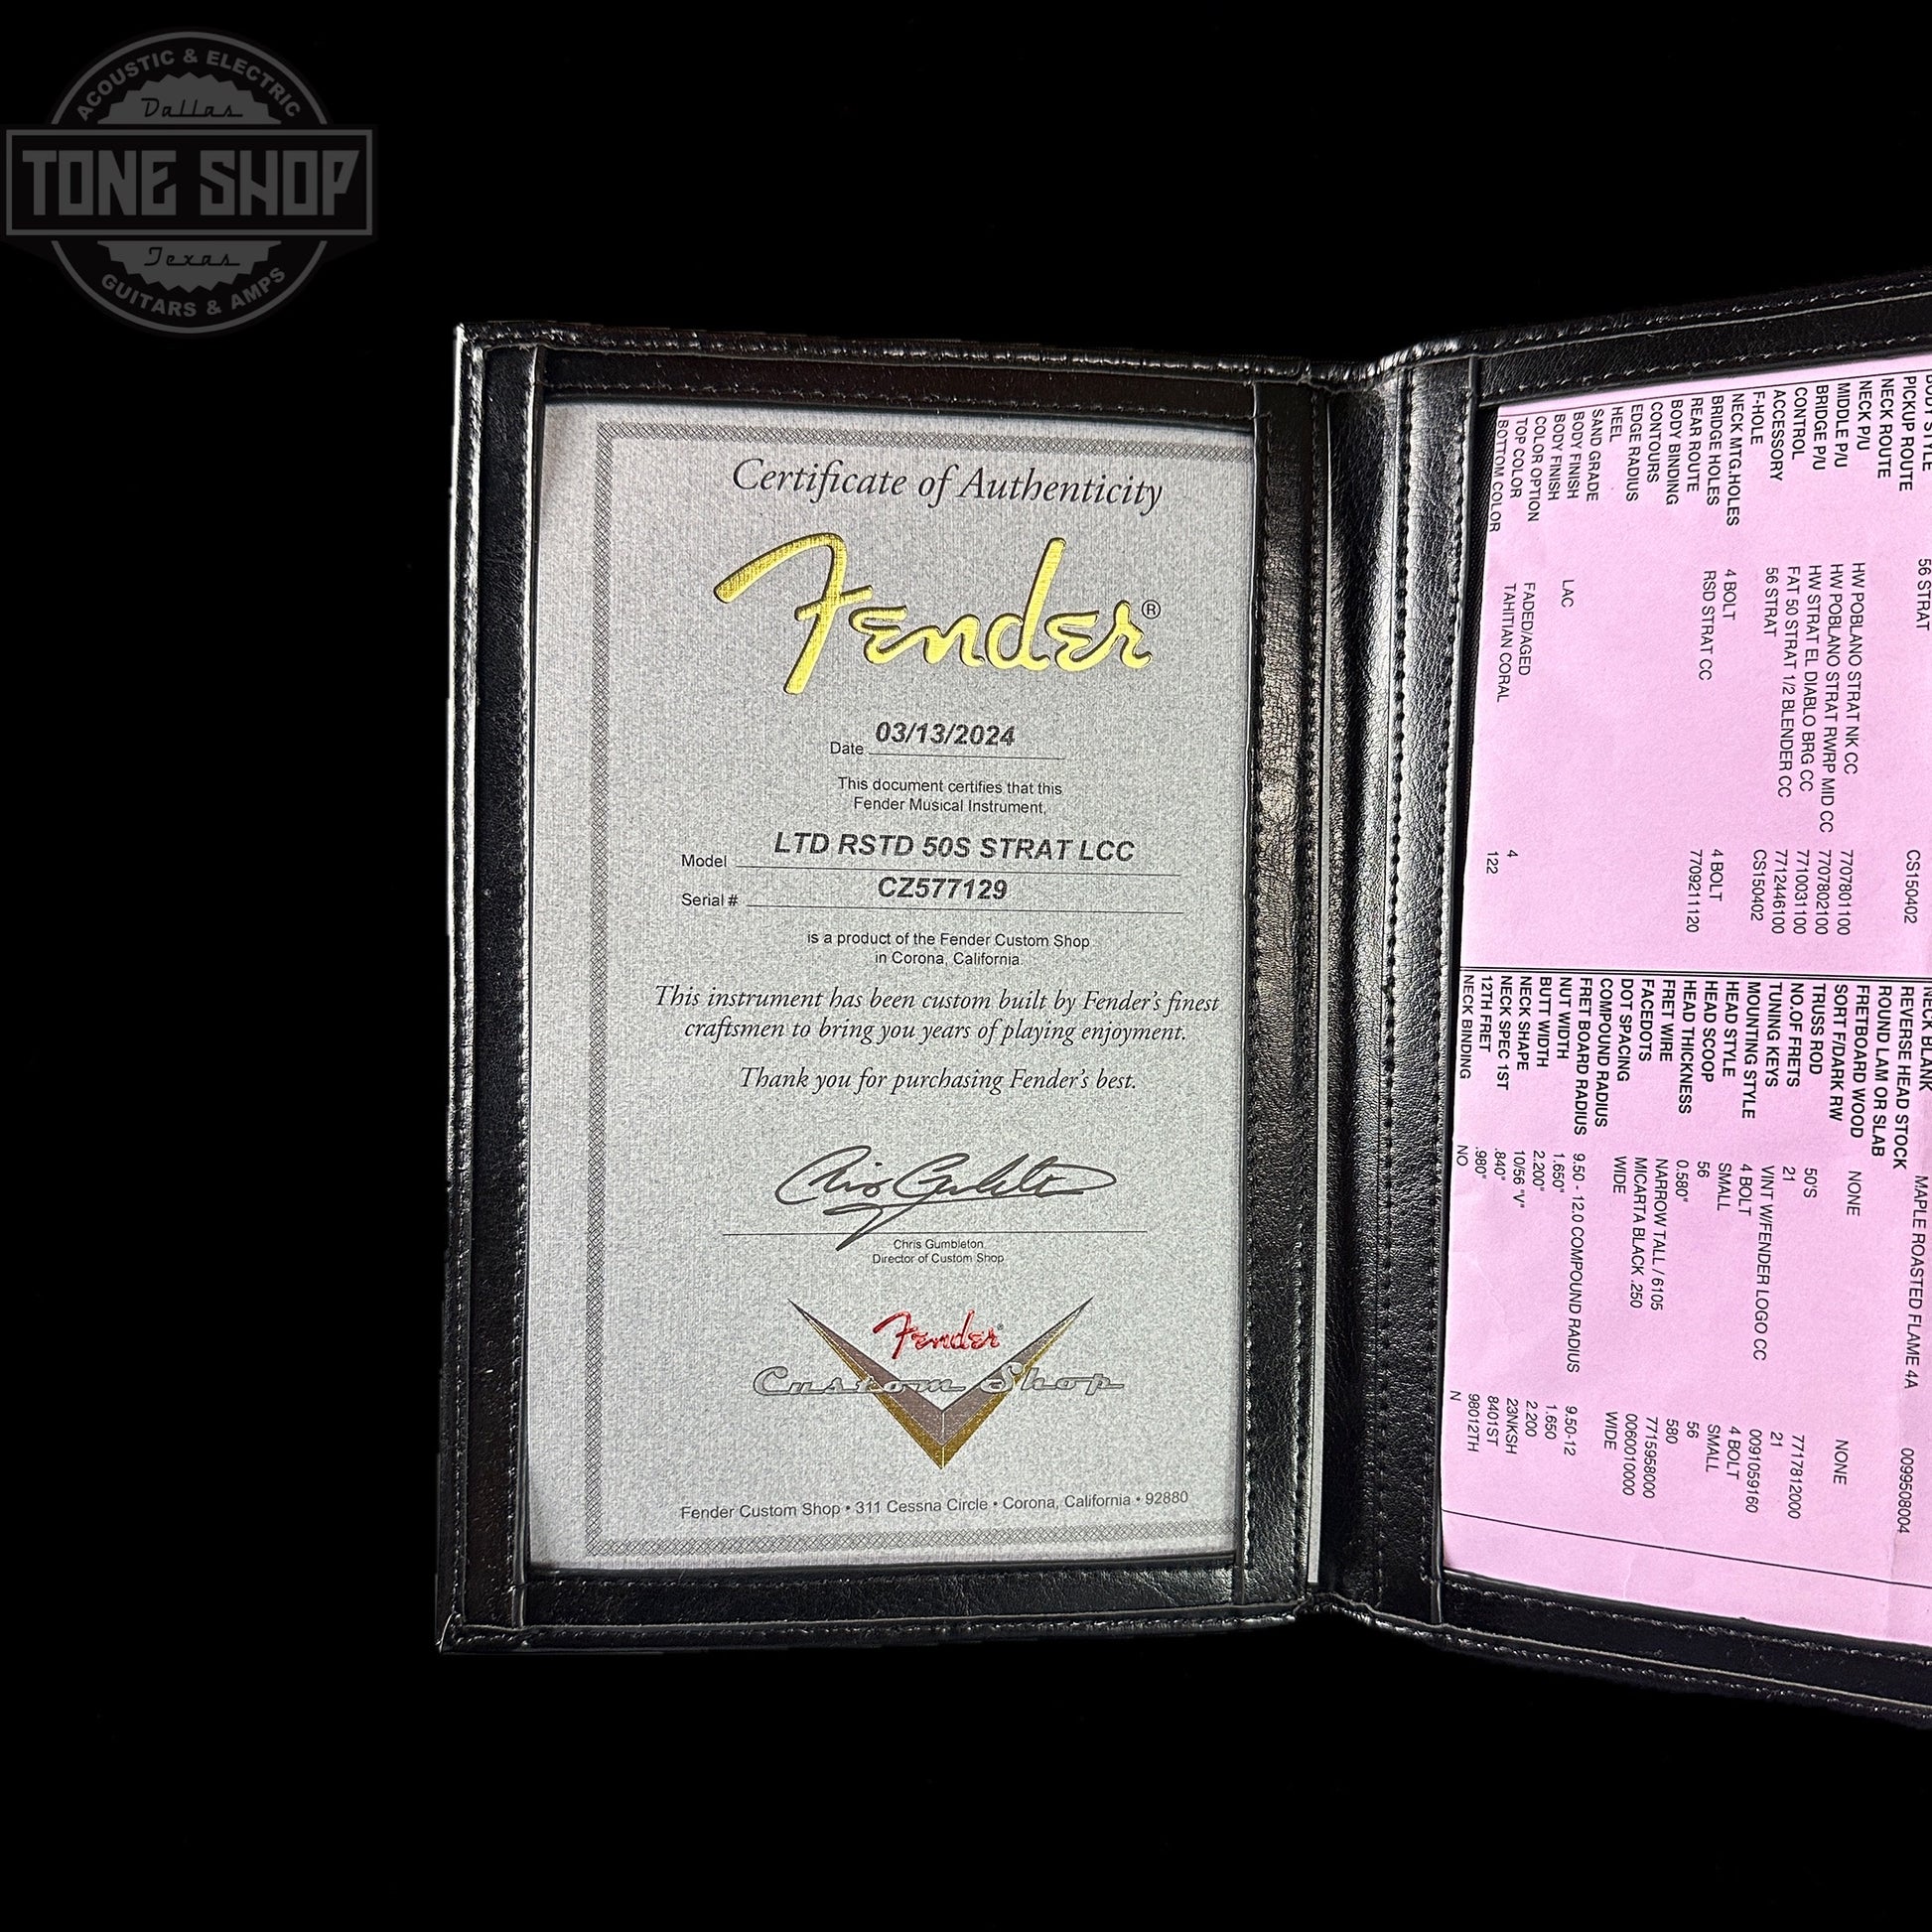 ACOUSTIC & ELECTRIC
Dallas
TONE SHOP
Texas
GUITARS & AMPS
Certificate of Authenticity
Fender®
Date 03/13/2024
This document certifies that this
Fender Musical Instrument,
Model LTD RSTD 50S STRAT LCC
Serial # CZ577129
is a product of the Fender Custom Shop
in Corona, California.
This instrument has been custom built by Fender's finest
craftsmen to bring you years of playing enjoyment.
Thank you for purchasing Fender's best.
Chris Gumbleton
Chris Gumbleton
Director of Custom Shop
Fender®
Custom Shop
Fender Custom Shop • 311 Cessna Circle • Corona, California • 92880
BODY STYLE 56 STRAT CS150402
PICKUP ROUTE
NECK ROUTE
NECK P/U HW POBLANO STRAT NK CC 7707801100
MIDDLE P/U HW POBLANO STRAT RWRP MID CC 7707802100
BRIDGE P/U HW STRAT EL DIABLO BRG CC 7710031100
CONTROL FAT 50 STRAT 1/2 BLENDER CC 7712446100
ACCESSORY 56 STRAT CS150402
F-HOLE
NECK MTG.HOLES 4 BOLT 4 BOLT
BRIDGE HOLES RSD STRAT CC 7709211120
REAR ROUTE
BODY BINDING
CONTOURS
EDGE RADIUS
HEEL
SAND GRADE
BODY FINISH LAC
BODY FINISH
COLOR OPTION FADED/AGED 4
TOP COLOR TAHITIAN CORAL 122
BOTTOM COLOR
NECK BLANK MAPLE ROASTED FLAME 4A 0099508004
REVERSE HEAD STOCK
ROUND LAM OR SLAB
FRETBOARD WOOD NONE NONE
SORT F/DARK RW
TRUSS ROD 50'S 7717812000
NO.OF FRETS 21 21
TUNING KEYS VINT W/FENDER LOGO CC 0091059160
MOUNTING STYLE 4 BOLT 4 BOLT
HEAD STYLE SMALL SMALL
HEAD SCOOP 56 56
HEAD THICKNESS 0.580" 580
FRET WIRE NARROW TALL / 6105 7715958000
FACEDOTS MICARTA BLACK .250 0060010000
DOT SPACING WIDE WIDE
COMPOUND RADIUS
FRET BOARD RADIUS 9.50 - 12.0 COMPOUND RADIUS 9.50-12
NUT WIDTH 1.650" 1.650
BUTT WIDTH 2.200" 2.200
NECK SHAPE 10/56 "V" 23NKSH
NECK SPEC 1ST .840" 8401ST
12TH FRET .980" 98012TH
NECK BINDING NO N